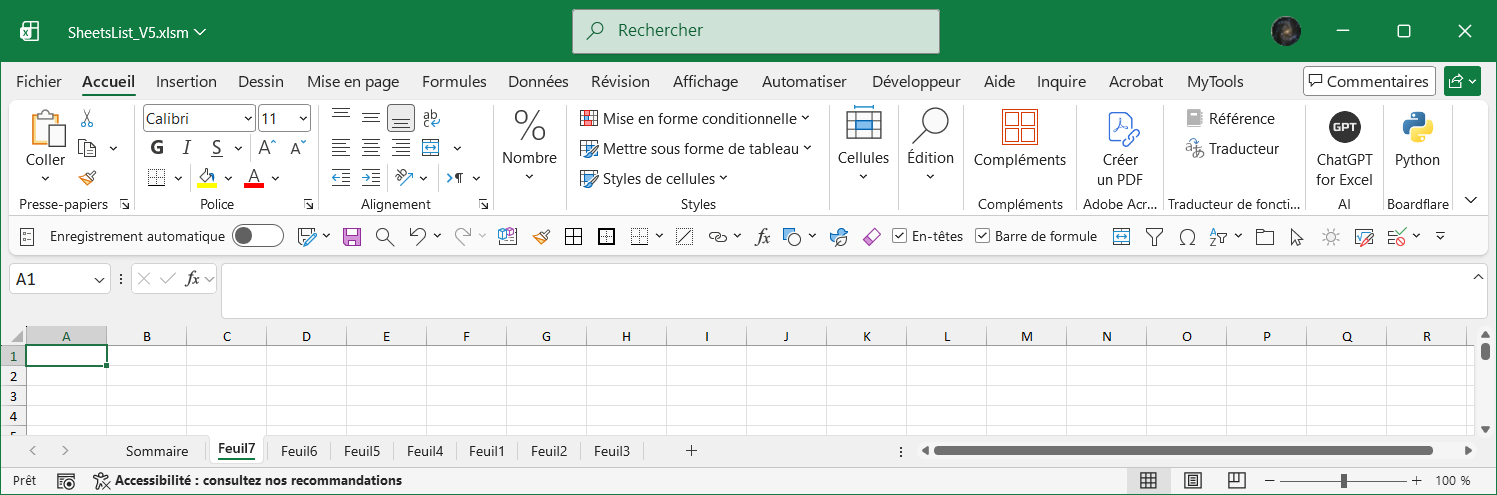 SheetsList_V5.xlsm
Rechercher
Fichier Accueil Insertion Dessin Mise en page Formules Données Révision Affichage Automatiser Développeur Aide Inquire Acrobat MyTools Commentaires
Coller
Presse-papiers
Calibri 11
G I S A A
A
Police
ab
Alignement
%
Nombre
Mise en forme conditionnelle
Mettre sous forme de tableau
Styles de cellules
Styles
Cellules
Édition
Compléments
Compléments
Créer
un PDF
Adobe Acr...
Référence
Traducteur
Traducteur de foncti...
GPT
ChatGPT
for Excel
AI
Python
Boardflare
Enregistrement automatique fx En-têtes Barre de formule
A1 fx
A B C D E F G H I J K L M N O P Q R
1
2
3
4
Sommaire Feuil7 Feuil6 Feuil5 Feuil4 Feuil1 Feuil2 Feuil3 +
Prêt Accessibilité : consultez nos recommandations 100 %